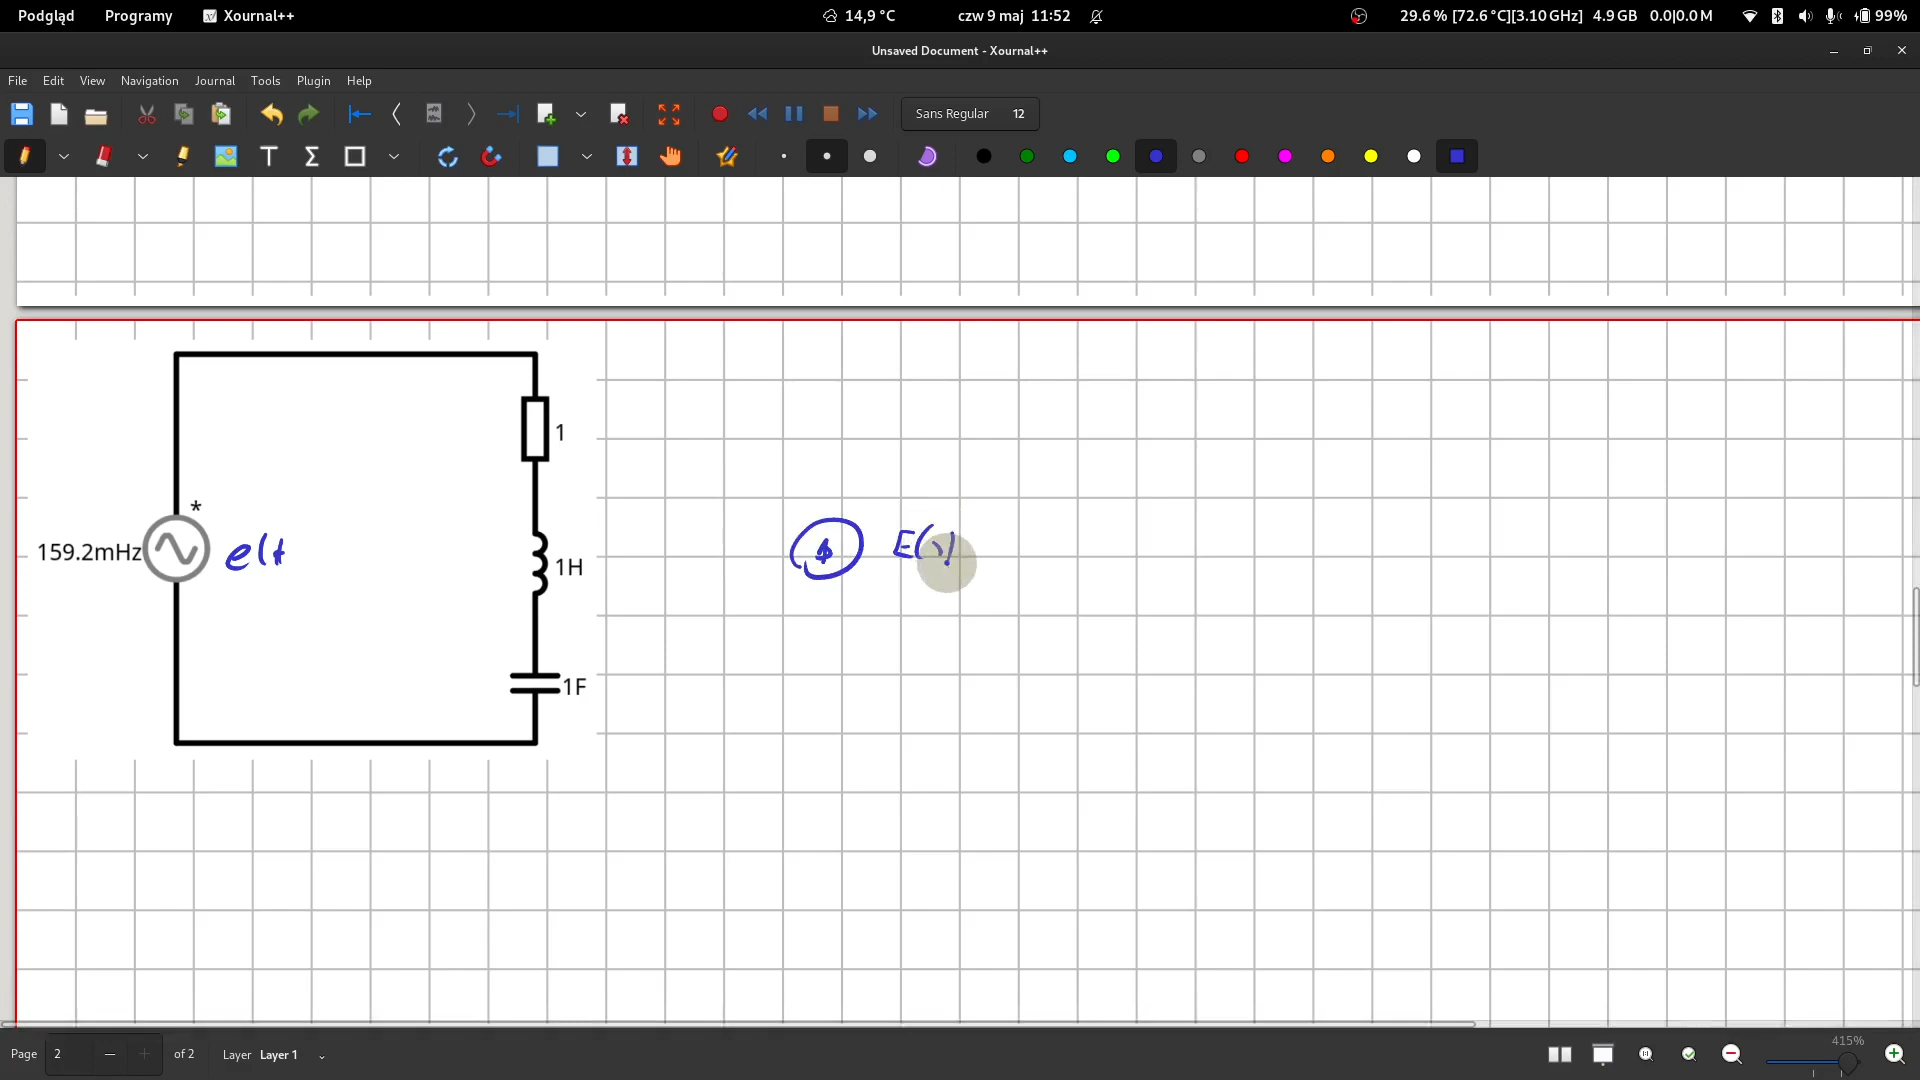 Podgląd Programy Xournal++ 14,9 °C czw 9 maj 11:52 29.6 % [72.6 °C][3.10 GHz] 4.9 GB 0.0|0.0 M 99%
Unsaved Document - Xournal++
File Edit View Navigation Journal Tools Plugin Help
Sans Regular 12
1
*
159.2mHz e(t 1H E(
1F
415%
Page 2 of 2 Layer Layer 1